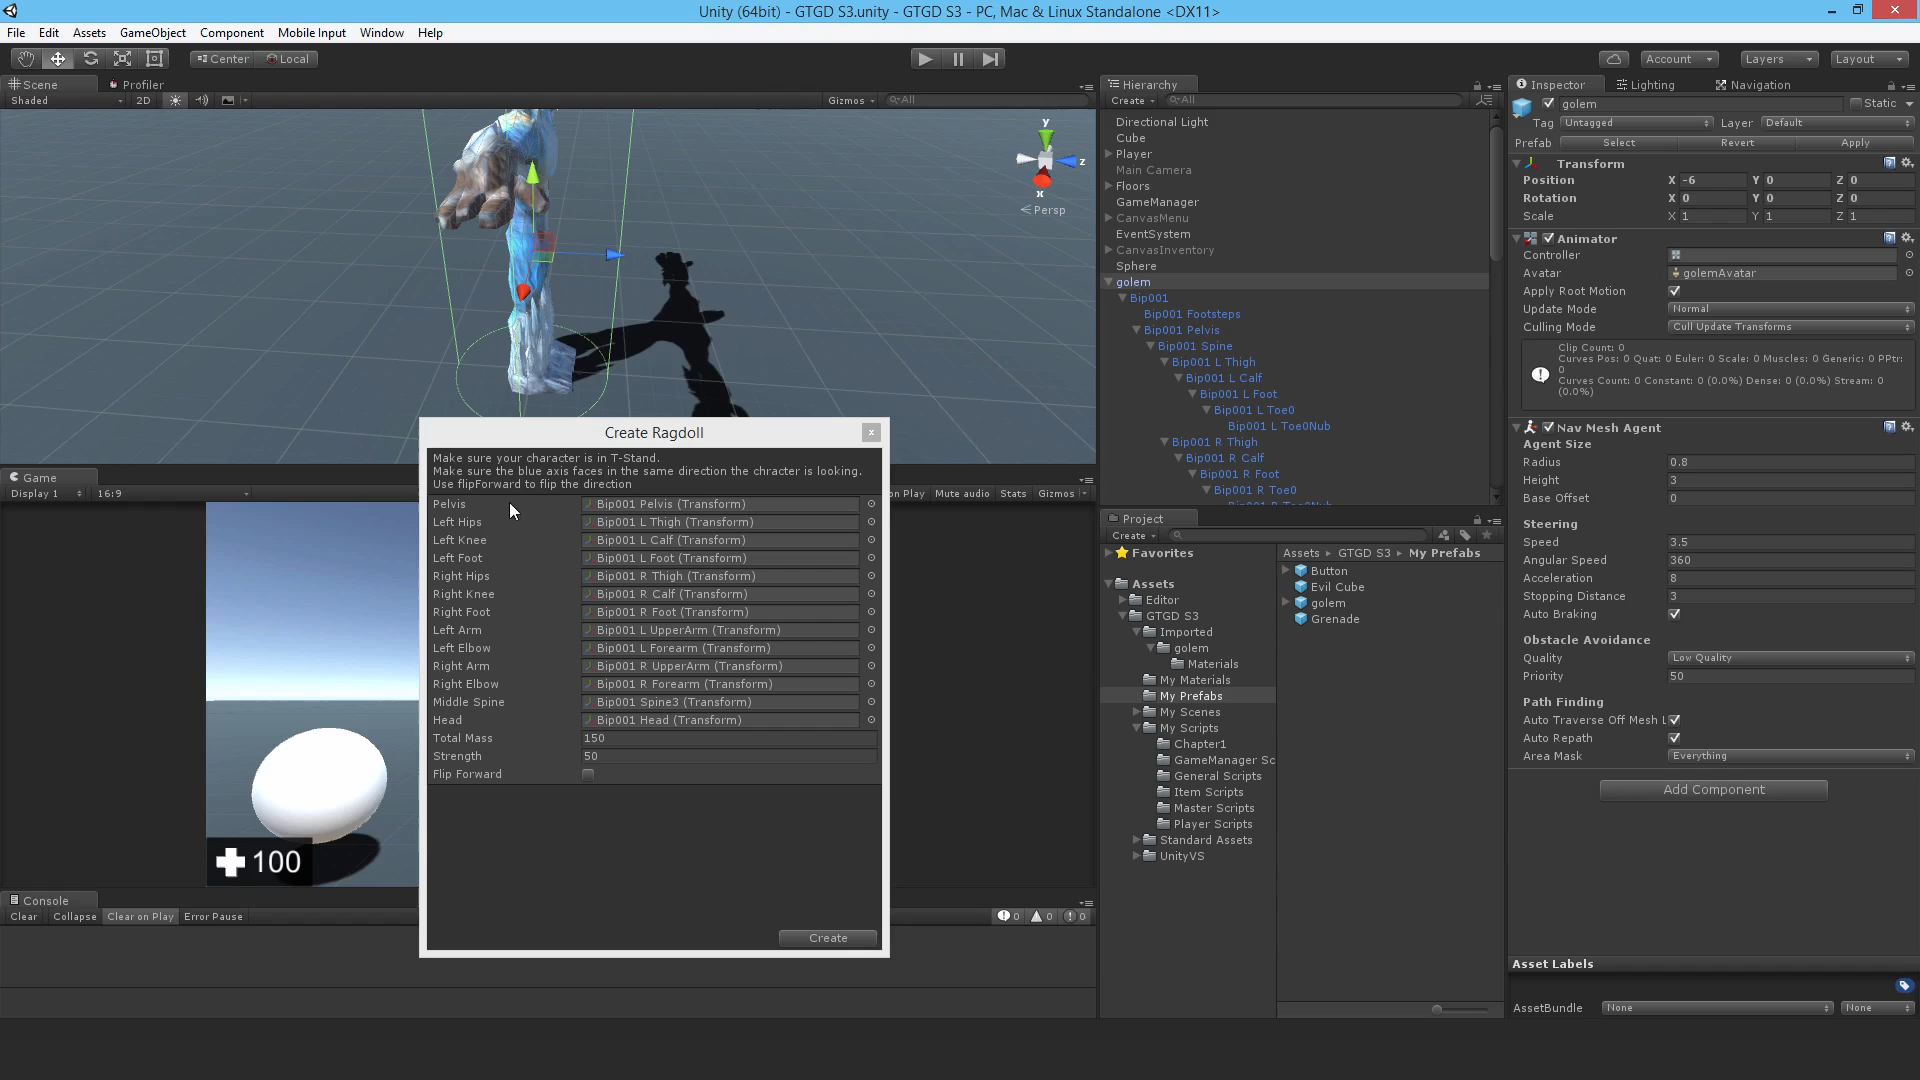 Unity (64bit) - GTGD S3.unity - GTGD S3 - PC, Mac & Linux Standalone <DX11>
File Edit Assets GameObject Component Mobile Input Window Help
Center Local
Account Layers Layout
Scene Profiler
Shaded 2D Gizmos All
y
z
x
Persp
Hierarchy
Create All
Directional Light
Cube
Player
Main Camera
Floors
GameManager
CanvasMenu
EventSystem
CanvasInventory
Sphere
golem
Bip001
Bip001 Footsteps
Bip001 Pelvis
Bip001 Spine
Bip001 L Thigh
Bip001 L Calf
Bip001 L Foot
Bip001 L Toe0
Bip001 L Toe0Nub
Bip001 R Thigh
Bip001 R Calf
Bip001 R Foot
Bip001 R Toe0
Bip001 R Toe0Nub
Inspector Lighting Navigation
golem Static
Tag Untagged Layer Default
Prefab Select Revert Apply
Transform
Position X -6 Y 0 Z 0
Rotation X 0 Y 0 Z 0
Scale X 1 Y 1 Z 1
Animator
Controller
Avatar golemAvatar
Apply Root Motion
Update Mode Normal
Culling Mode Cull Update Transforms
Clip Count: 0
Curves Pos: 0 Quat: 0 Euler: 0 Scale: 0 Muscles: 0 Generic: 0 PPtr:
0
Curves Count: 0 Constant: 0 (0.0%) Dense: 0 (0.0%) Stream: 0
(0.0%)
Nav Mesh Agent
Agent Size
Radius 0.8
Height 3
Base Offset 0
Steering
Speed 3.5
Angular Speed 360
Acceleration 8
Stopping Distance 3
Auto Braking
Obstacle Avoidance
Quality Low Quality
Priority 50
Path Finding
Auto Traverse Off Mesh L
Auto Repath
Area Mask Everything
Add Component
Asset Labels
AssetBundle None None
Create Ragdoll
Make sure your character is in T-Stand.
Make sure the blue axis faces in the same direction the chracter is looking.
Use flipForward to flip the direction
Pelvis Bip001 Pelvis (Transform)
Left Hips Bip001 L Thigh (Transform)
Left Knee Bip001 L Calf (Transform)
Left Foot Bip001 L Foot (Transform)
Right Hips Bip001 R Thigh (Transform)
Right Knee Bip001 R Calf (Transform)
Right Foot Bip001 R Foot (Transform)
Left Arm Bip001 L UpperArm (Transform)
Left Elbow Bip001 L Forearm (Transform)
Right Arm Bip001 R UpperArm (Transform)
Right Elbow Bip001 R Forearm (Transform)
Middle Spine Bip001 Spine3 (Transform)
Head Bip001 Head (Transform)
Total Mass 150
Strength 50
Flip Forward
Create
Game
Display 1 16:9 on Play Mute audio Stats Gizmos
100
Console
Clear Collapse Clear on Play Error Pause 0 0 0
Project
Create
Favorites
Assets
Editor
GTGD S3
Imported
golem
Materials
My Materials
My Prefabs
My Scenes
My Scripts
Chapter1
GameManager Sc
General Scripts
Item Scripts
Master Scripts
Player Scripts
Standard Assets
UnityVS
Assets GTGD S3 My Prefabs
Button
Evil Cube
golem
Grenade